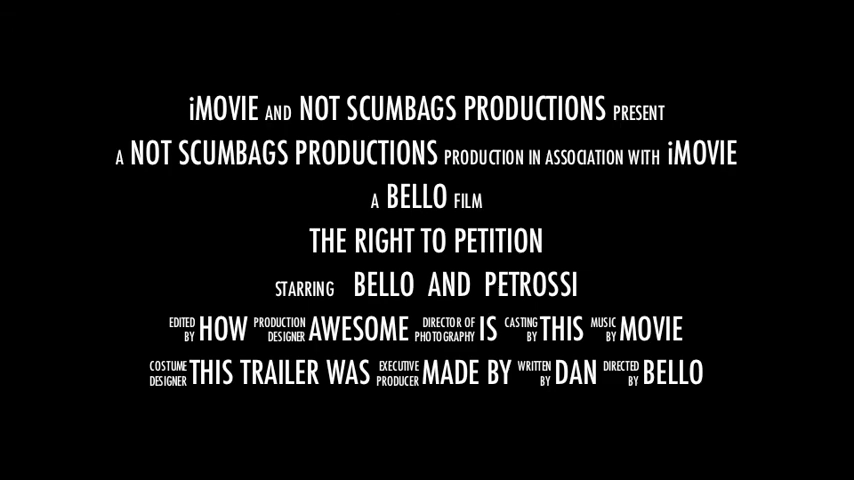 iMOVIE AND NOT SCUMBAGS PRODUCTIONS PRESENT
A NOT SCUMBAGS PRODUCTIONS PRODUCTION IN ASSOCIATION WITH iMOVIE
A BELLO FILM
THE RIGHT TO PETITION
STARRING BELLO AND PETROSSI
EDITED BY HOW PRODUCTION DESIGNER AWESOME DIRECTOR OF PHOTOGRAPHY IS CASTING BY THIS MUSIC BY MOVIE
COSTUME DESIGNER THIS TRAILER WAS EXECUTIVE PRODUCER MADE BY WRITTEN BY DAN DIRECTED BY BELLO